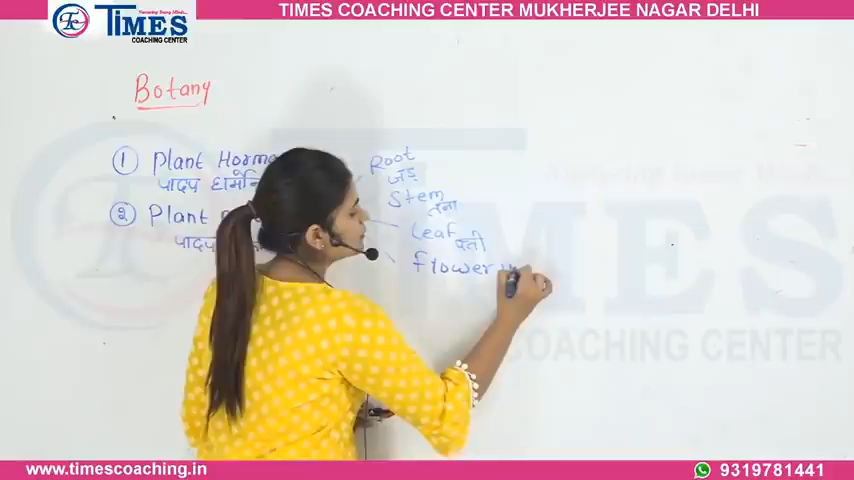 TIMES COACHING CENTER MUKHERJEE NAGAR DELHI
TIMES
COACHING CENTER
Botany
① Plant
पादप
Root
जड़
Stem
तना
② Plant
पादप
Leaf
पत्ती
flower
TIMES
COACHING CENTER
www.timescoaching.in
9319781441